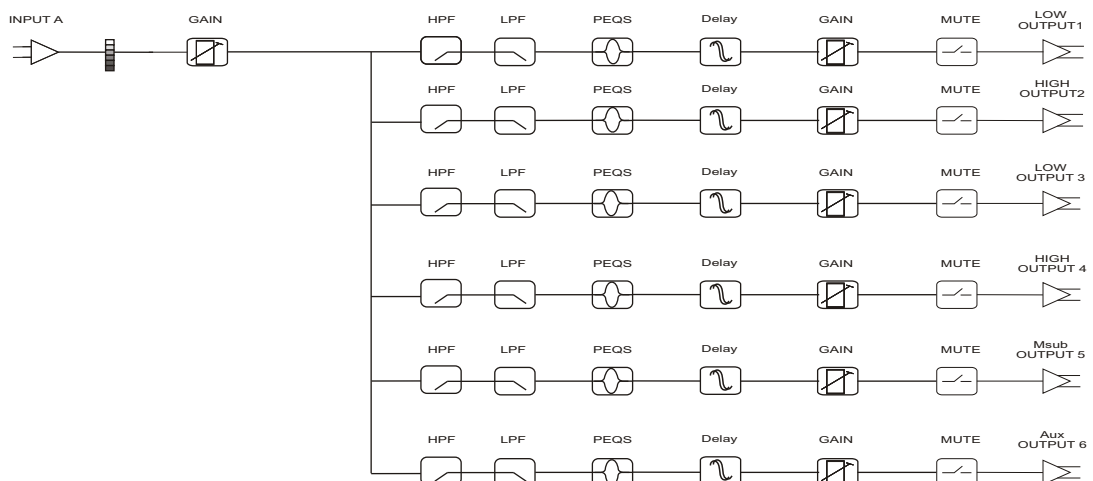 INPUT A
GAIN
HPF LPF PEQS Delay GAIN MUTE LOW
OUTPUT1
HPF LPF PEQS Delay GAIN MUTE HIGH
OUTPUT2
HPF LPF PEQS Delay GAIN MUTE LOW
OUTPUT 3
HPF LPF PEQS Delay GAIN MUTE HIGH
OUTPUT 4
HPF LPF PEQS Delay GAIN MUTE Msub
OUTPUT 5
HPF LPF PEQS Delay GAIN MUTE Aux
OUTPUT 6